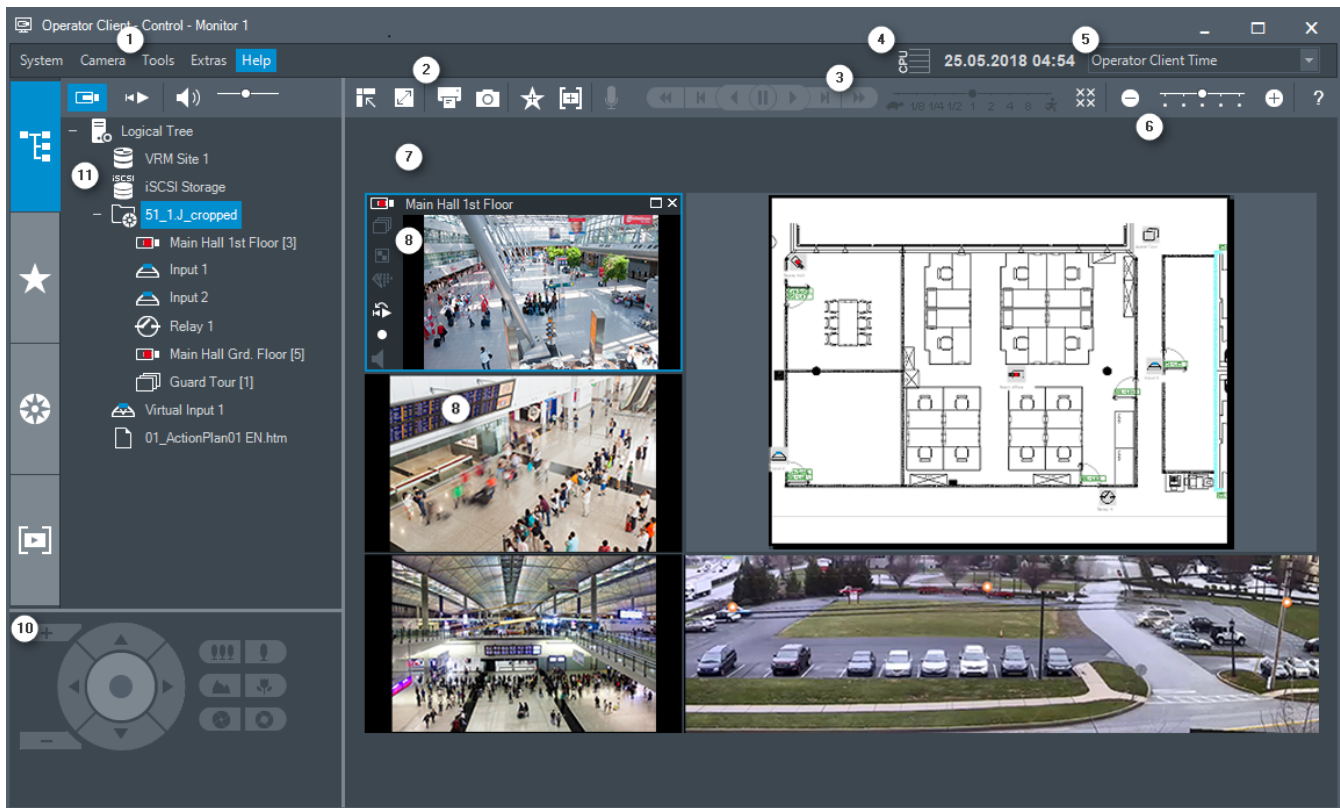 Operator Client - Control - Monitor 1
1
4
5
System Camera Tools Extras Help
CPU
25.05.2018 04:54
Operator Client Time
2
3
1/8 1/4 1/2 1 2 4 8
?
6
Logical Tree
VRM Site 1
11
iSCSI
iSCSI Storage
51_1.J_cropped
Main Hall 1st Floor [3]
Input 1
Input 2
Relay 1
Main Hall Grd. Floor [5]
Guard Tour [1]
Virtual Input 1
01_ActionPlan01 EN.htm
7
Main Hall 1st Floor
8
8
10